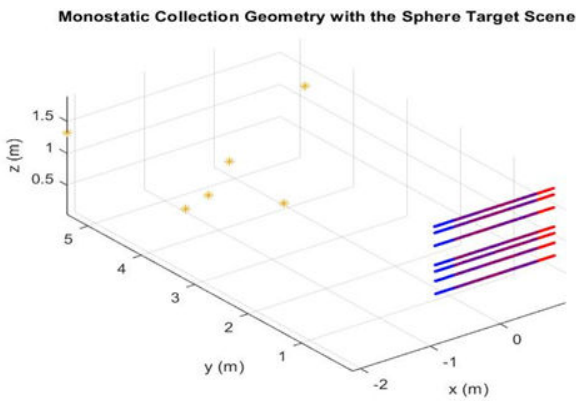 Monostatic Collection Geometry with the Sphere Target Scene
1.5
1
0.5
z (m)
5
4
3
2
1
y (m)
-2
-1
0
x (m)